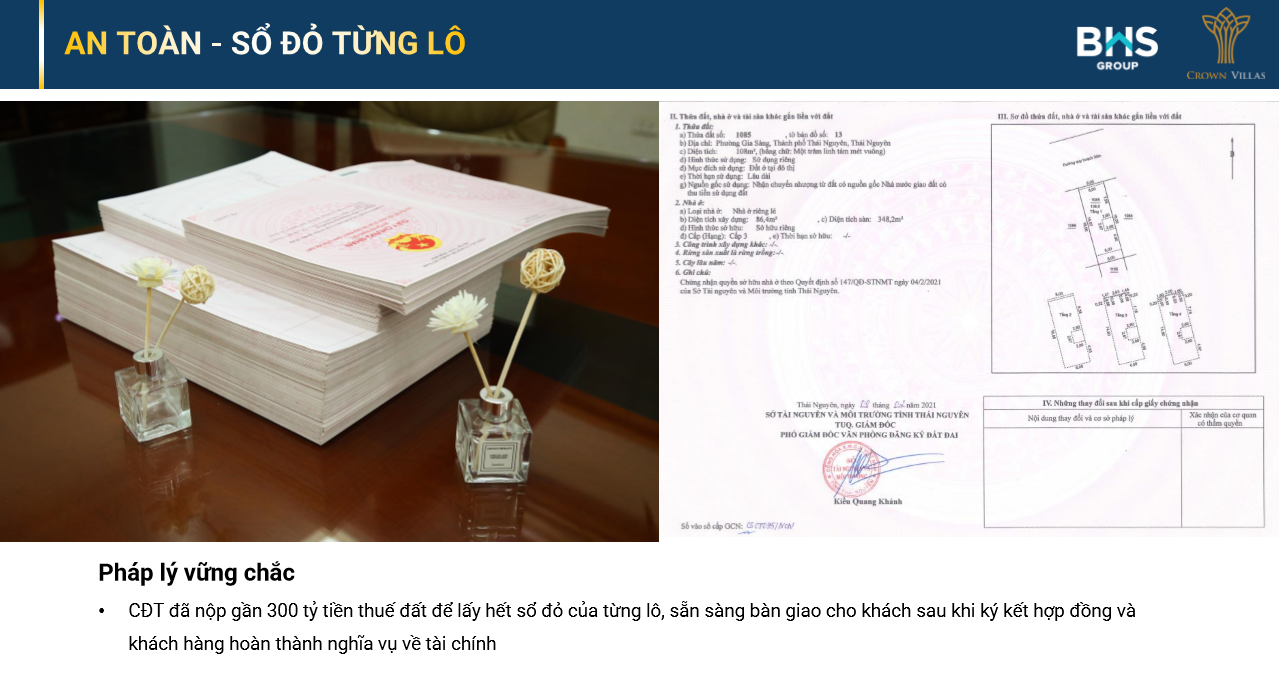 AN TOÀN - SỔ ĐỎ TỪNG LÔ
BHS
GROUP
CROWN VILLAS
II. Thửa đất, nhà ở và tài sản khác gắn liền với đất
1. Thửa đất:
a) Thửa đất số: 1085 , tờ bản đồ số: 13
b) Địa chỉ: Phường Gia Sàng, Thành phố Thái Nguyên, Thái Nguyên
c) Diện tích: 108m², (bằng chữ: Một trăm linh tám mét vuông)
d) Hình thức sử dụng: Sử dụng riêng
đ) Mục đích sử dụng: Đất ở tại đô thị
e) Thời hạn sử dụng: Lâu dài
g) Nguồn gốc sử dụng: Nhận chuyển nhượng từ đất có nguồn gốc Nhà nước giao đất có
thu tiền sử dụng đất
2. Nhà ở:
a) Loại nhà ở: Nhà ở riêng lẻ
b) Diện tích xây dựng: 86,4m² , c) Diện tích sàn: 348,2m²
d) Hình thức sở hữu: Sở hữu riêng
đ) Cấp (Hạng): Cấp 3 , e) Thời hạn sở hữu: -/-
3. Công trình xây dựng khác: -/-.
4. Rừng sản xuất là rừng trồng:-/-.
5. Cây lâu năm: -/-.
6. Ghi chú:
Chứng nhận quyền sở hữu nhà ở theo Quyết định số 147/QĐ-STNMT ngày 04/2/2021
của Sở Tài nguyên và Môi trường tỉnh Thái Nguyên.
Thái Nguyên, ngày tháng năm 2021
SỞ TÀI NGUYÊN VÀ MÔI TRƯỜNG TỈNH THÁI NGUYÊN
TUQ. GIÁM ĐỐC
PHÓ GIÁM ĐỐC VĂN PHÒNG ĐĂNG KÝ ĐẤT ĐAI
Kiều Quang Khánh
Số vào sổ cấp GCN:
III. Sơ đồ thửa đất, nhà ở và tài sản khác gắn liền với đất
Tầng 1
Tầng 2
Tầng 3
Tầng 4
IV. Những thay đổi sau khi cấp giấy chứng nhận
Nội dung thay đổi và cơ sở pháp lý
Xác nhận của cơ quan
có thẩm quyền
Pháp lý vững chắc
• CĐT đã nộp gần 300 tỷ tiền thuế đất để lấy hết sổ đỏ của từng lô, sẵn sàng bàn giao cho khách sau khi ký kết hợp đồng và
khách hàng hoàn thành nghĩa vụ về tài chính